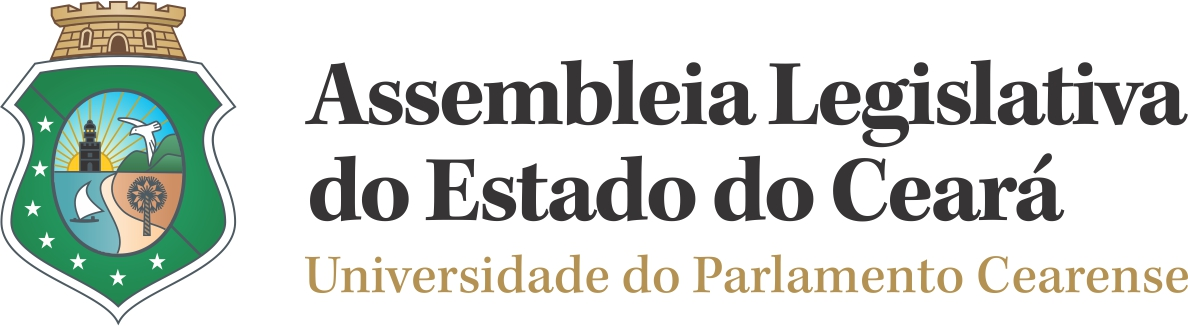 Assembleia Legislativa
do Estado do Ceará
Universidade do Parlamento Cearense